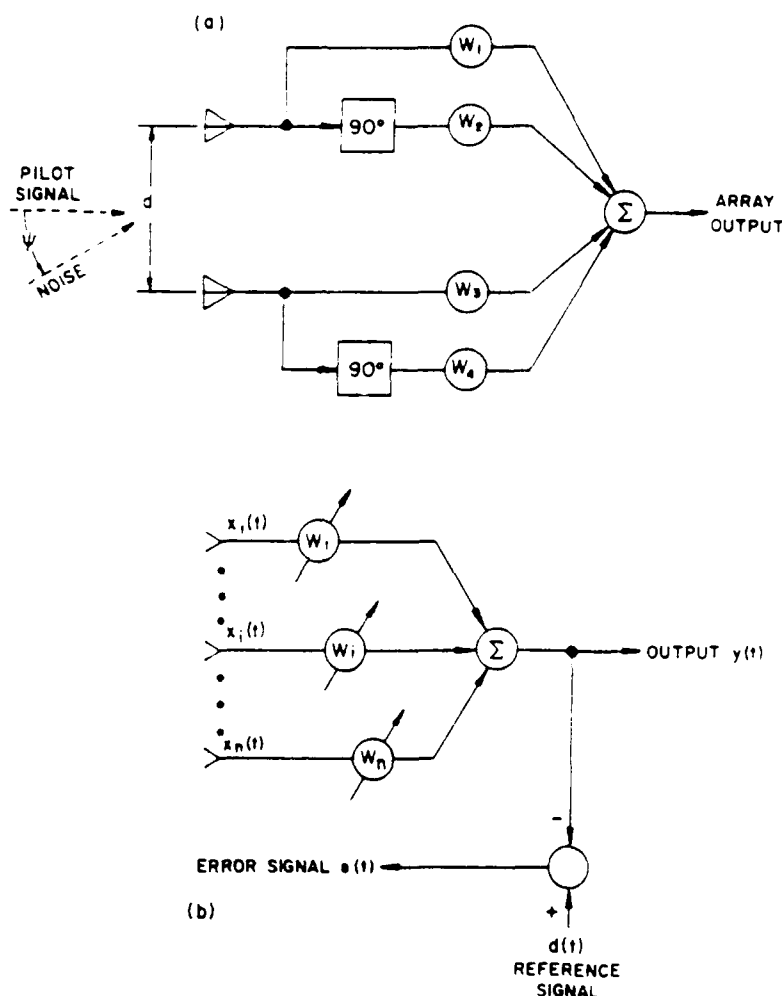 (a)
W₁
90°
W₂
PILOT
SIGNAL
d
ψ
NOISE
Σ
ARRAY
OUTPUT
W₃
90°
W₄
x₁(t)
W₁
xᵢ(t)
Wᵢ
Σ
OUTPUT y(t)
xₙ(t)
Wₙ
-
ERROR SIGNAL e(t)
(b)
+
d(t)
REFERENCE
SIGNAL